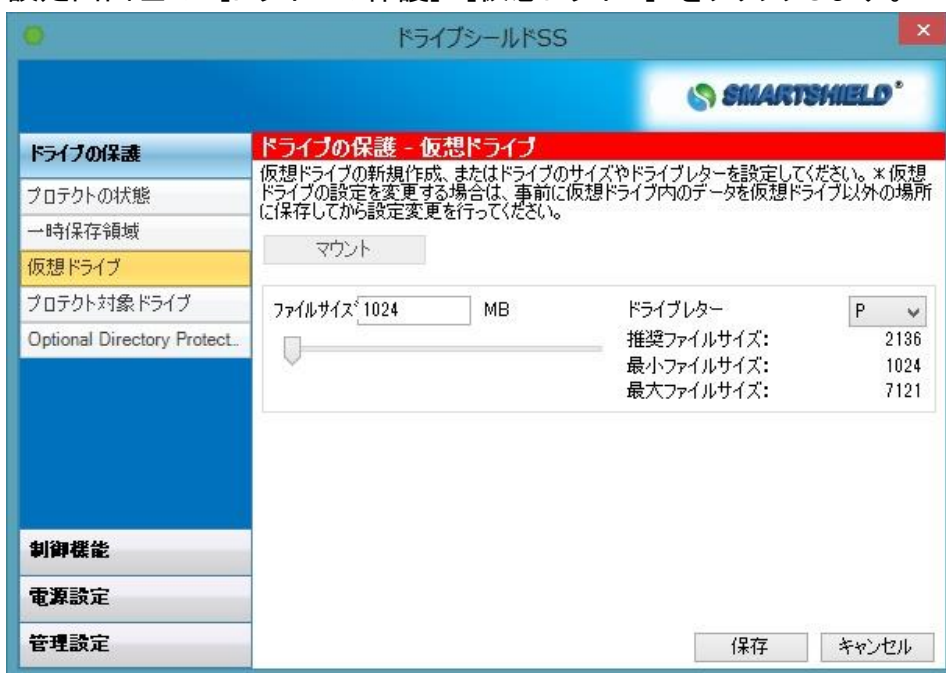 ドライブシールドSS
SMARTSHIELD
ドライブの保護
プロテクトの状態
一時保存領域
仮想ドライブ
プロテクト対象ドライブ
Optional Directory Protect...
制御機能
電源設定
管理設定
ドライブの保護 - 仮想ドライブ
仮想ドライブの新規作成、またはドライブのサイズやドライブレターを設定してください。＊仮想
ドライブの設定を変更する場合は、事前に仮想ドライブ内のデータを仮想ドライブ以外の場所
に保存してから設定変更を行ってください。
マウント
ファイルサイズ 1024 MB
ドライブレター P
推奨ファイルサイズ: 2136
最小ファイルサイズ: 1024
最大ファイルサイズ: 7121
保存 キャンセル